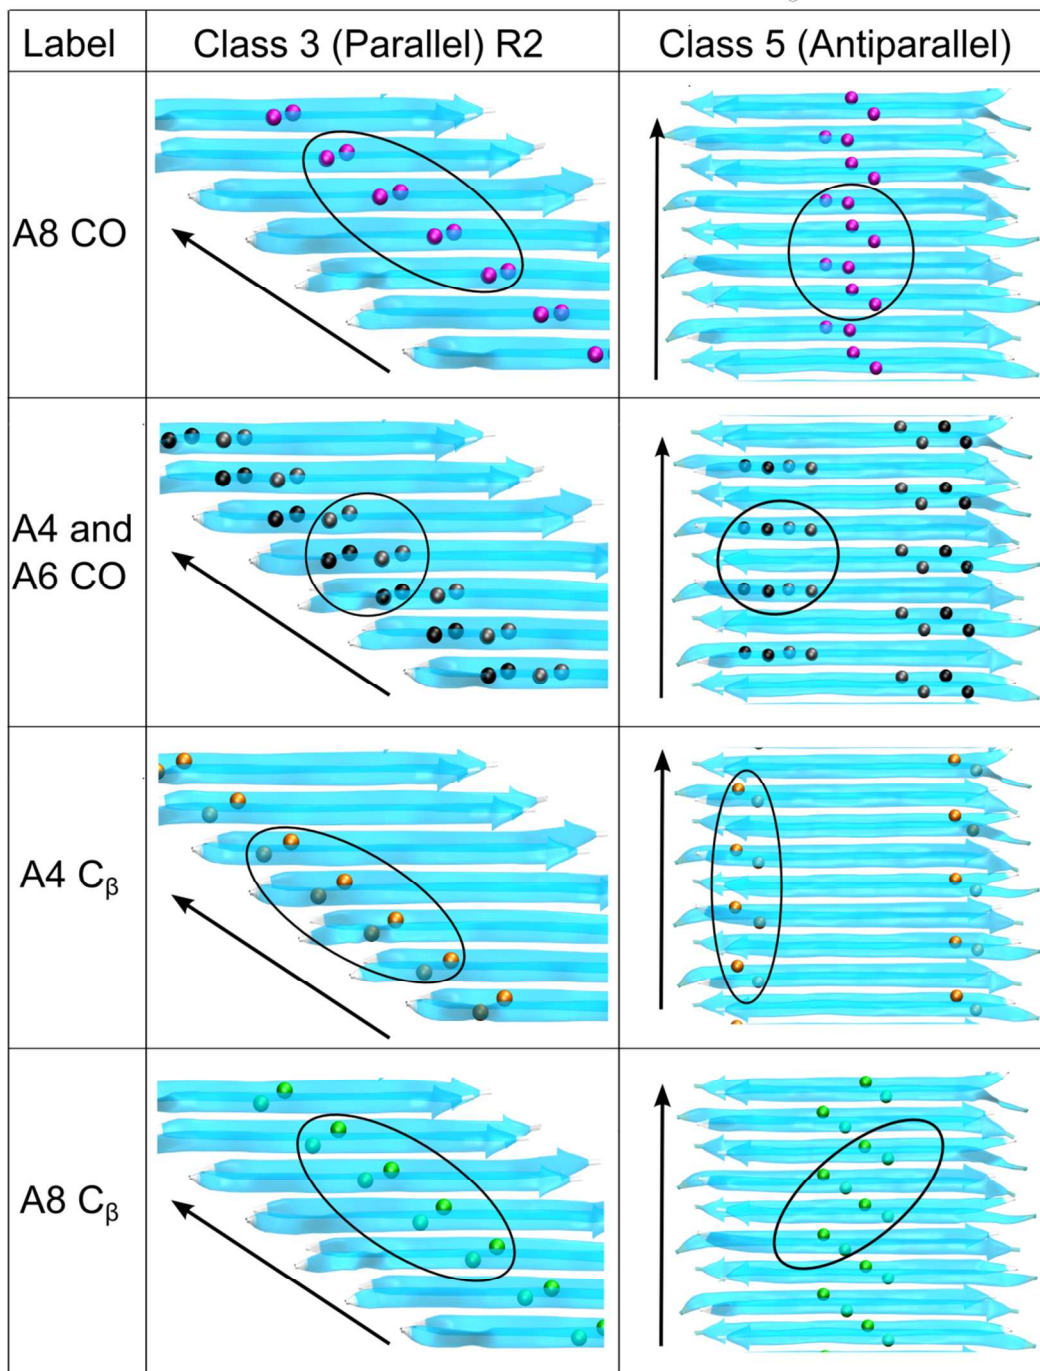 Label
Class 3 (Parallel) R2
Class 5 (Antiparallel)
A8 CO
A4 and
A6 CO
A4 Cβ
A8 Cβ